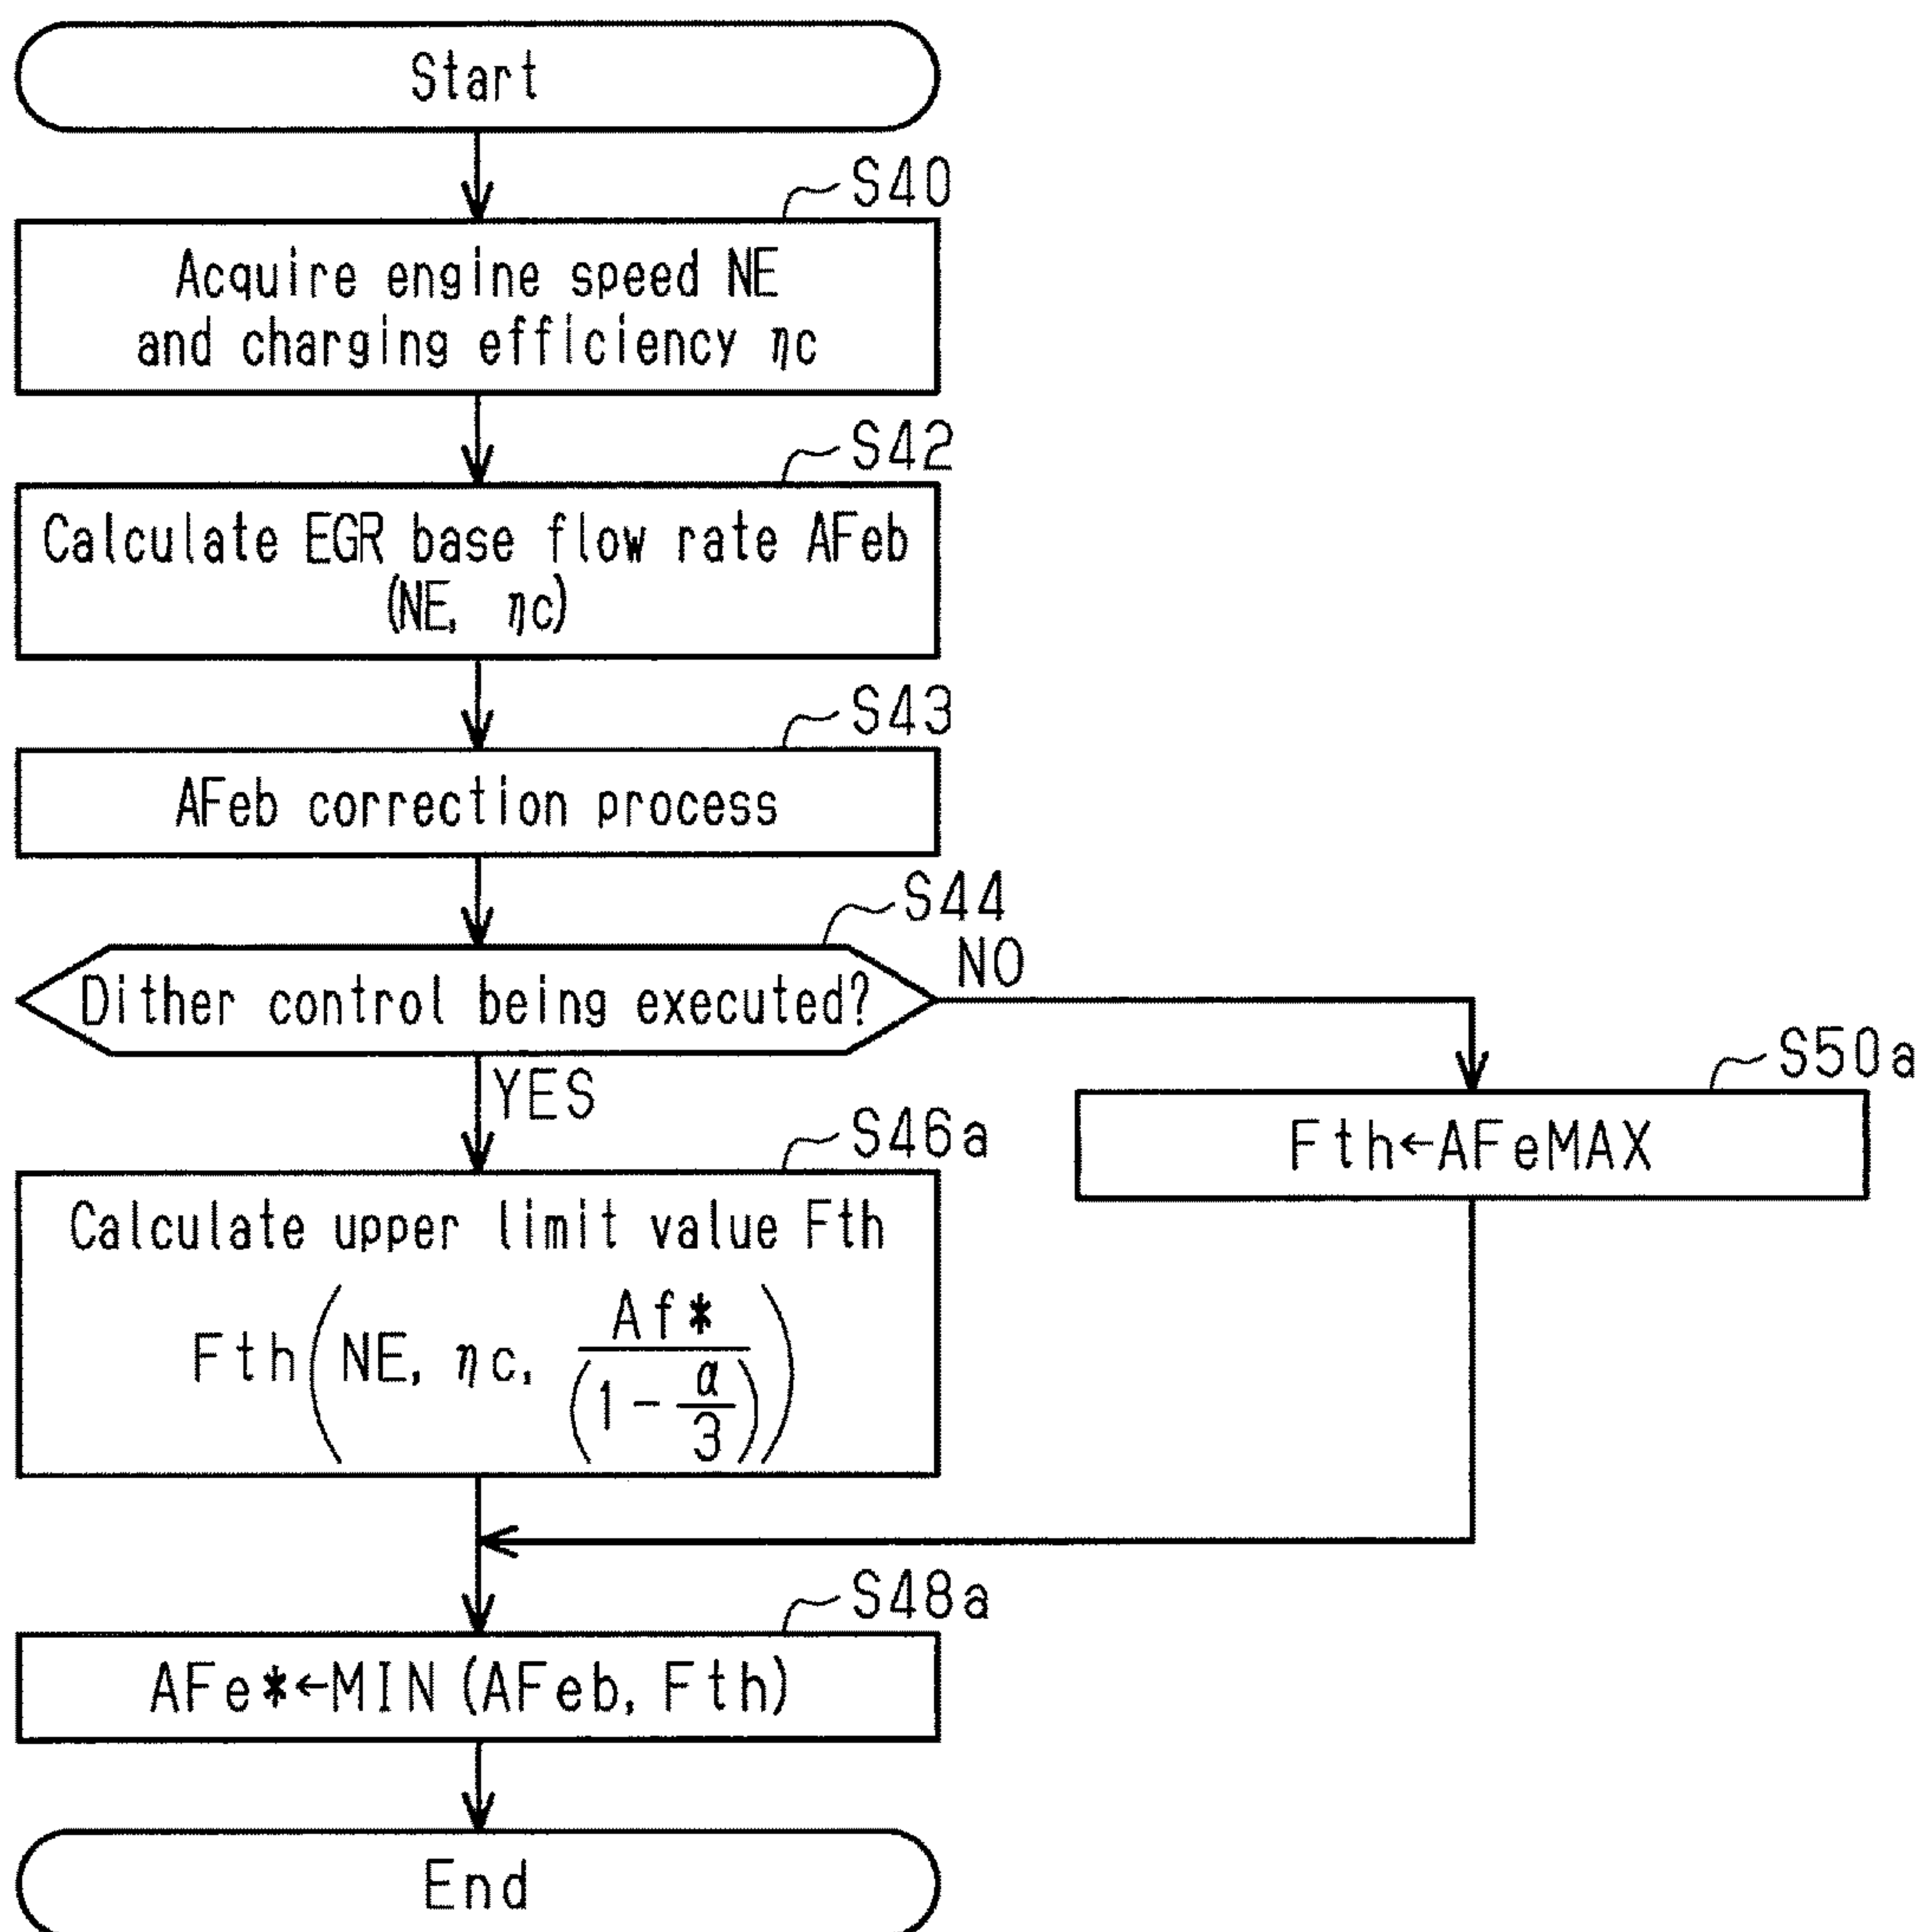 Start
S40
Acquire engine speed NE
and charging efficiency ηc
S42
Calculate EGR base flow rate AFeb
(NE, ηc)
S43
AFeb correction process
S44
Dither control being executed?
NO
YES
S50a
Fth←AFeMAX
S46a
Calculate upper limit value Fth
Fth(NE, ηc, Af*/(1-α/3))
S48a
AFe*←MIN(AFeb, Fth)
End